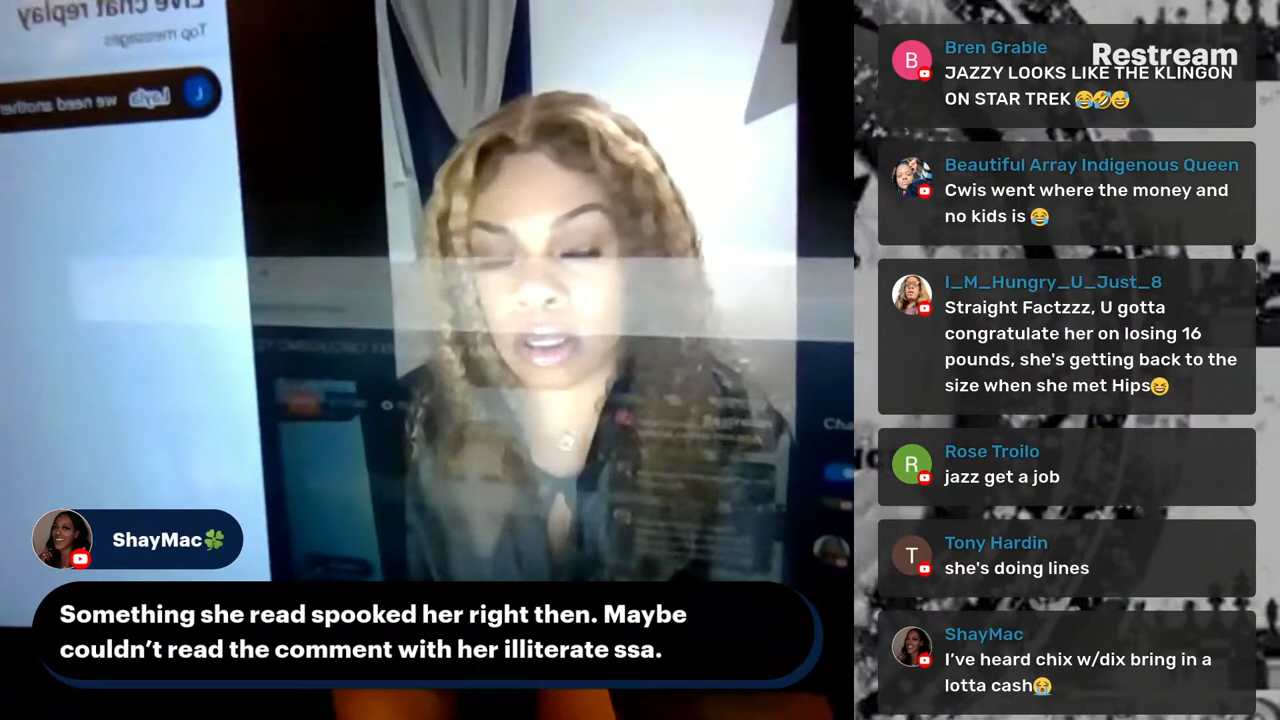 Live chat replay
Top messages
L
Layla we need another
ShayMac🍀
Something she read spooked her right then. Maybe
couldn’t read the comment with her illiterate ssa.
Restream
B
Bren Grable
JAZZY LOOKS LIKE THE KLINGON
ON STAR TREK 😂🤣😅
Beautiful Array Indigenous Queen
Cwis went where the money and
no kids is 😂
I_M_Hungry_U_Just_8
Straight Factzzz, U gotta
congratulate her on losing 16
pounds, she's getting back to the
size when she met Hips😆
R
Rose Troilo
jazz get a job
T
Tony Hardin
she's doing lines
ShayMac
I’ve heard chix w/dix bring in a
lotta cash😭